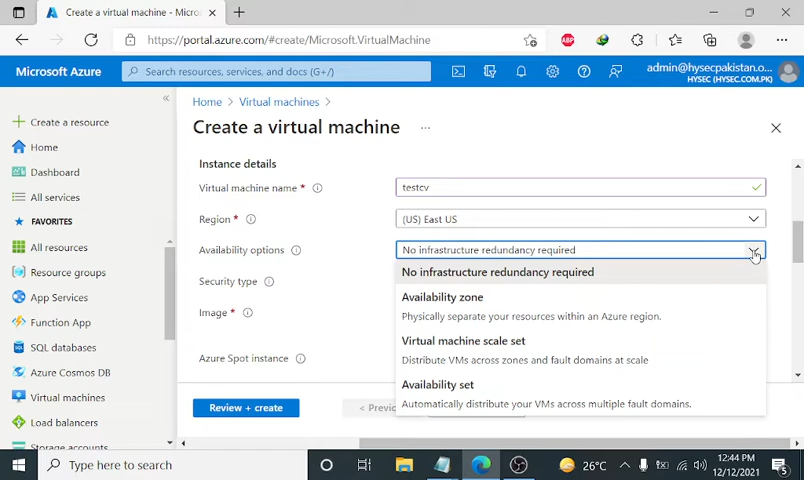 Create a virtual machine - Micro
https://portal.azure.com/#create/Microsoft.VirtualMachine
ABP
Microsoft Azure
Search resources, services, and docs (G+/)
admin@hysecpakistan.o...
HYSEC (HYSEC.COM.PK)
Home > Virtual machines >
Create a virtual machine ...
Create a resource
Home
Dashboard
All services
FAVORITES
All resources
Resource groups
App Services
Function App
SQL databases
Azure Cosmos DB
Virtual machines
Load balancers
Storage accounts
Instance details
Virtual machine name *
testcv
Region *
(US) East US
Availability options
No infrastructure redundancy required
Security type
Image *
Azure Spot instance
No infrastructure redundancy required
Availability zone
Physically separate your resources within an Azure region.
Virtual machine scale set
Distribute VMs across zones and fault domains at scale
Availability set
Automatically distribute your VMs across multiple fault domains.
Review + create
< Previo
Type here to search
26°C
12:44 PM
12/12/2021
5